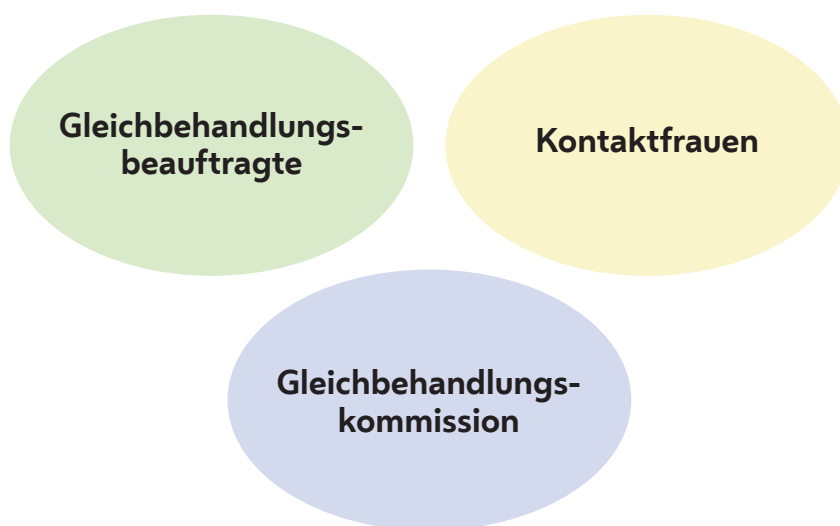 Gleichbehandlungs-
beauftragte
Kontaktfrauen
Gleichbehandlungs-
kommission